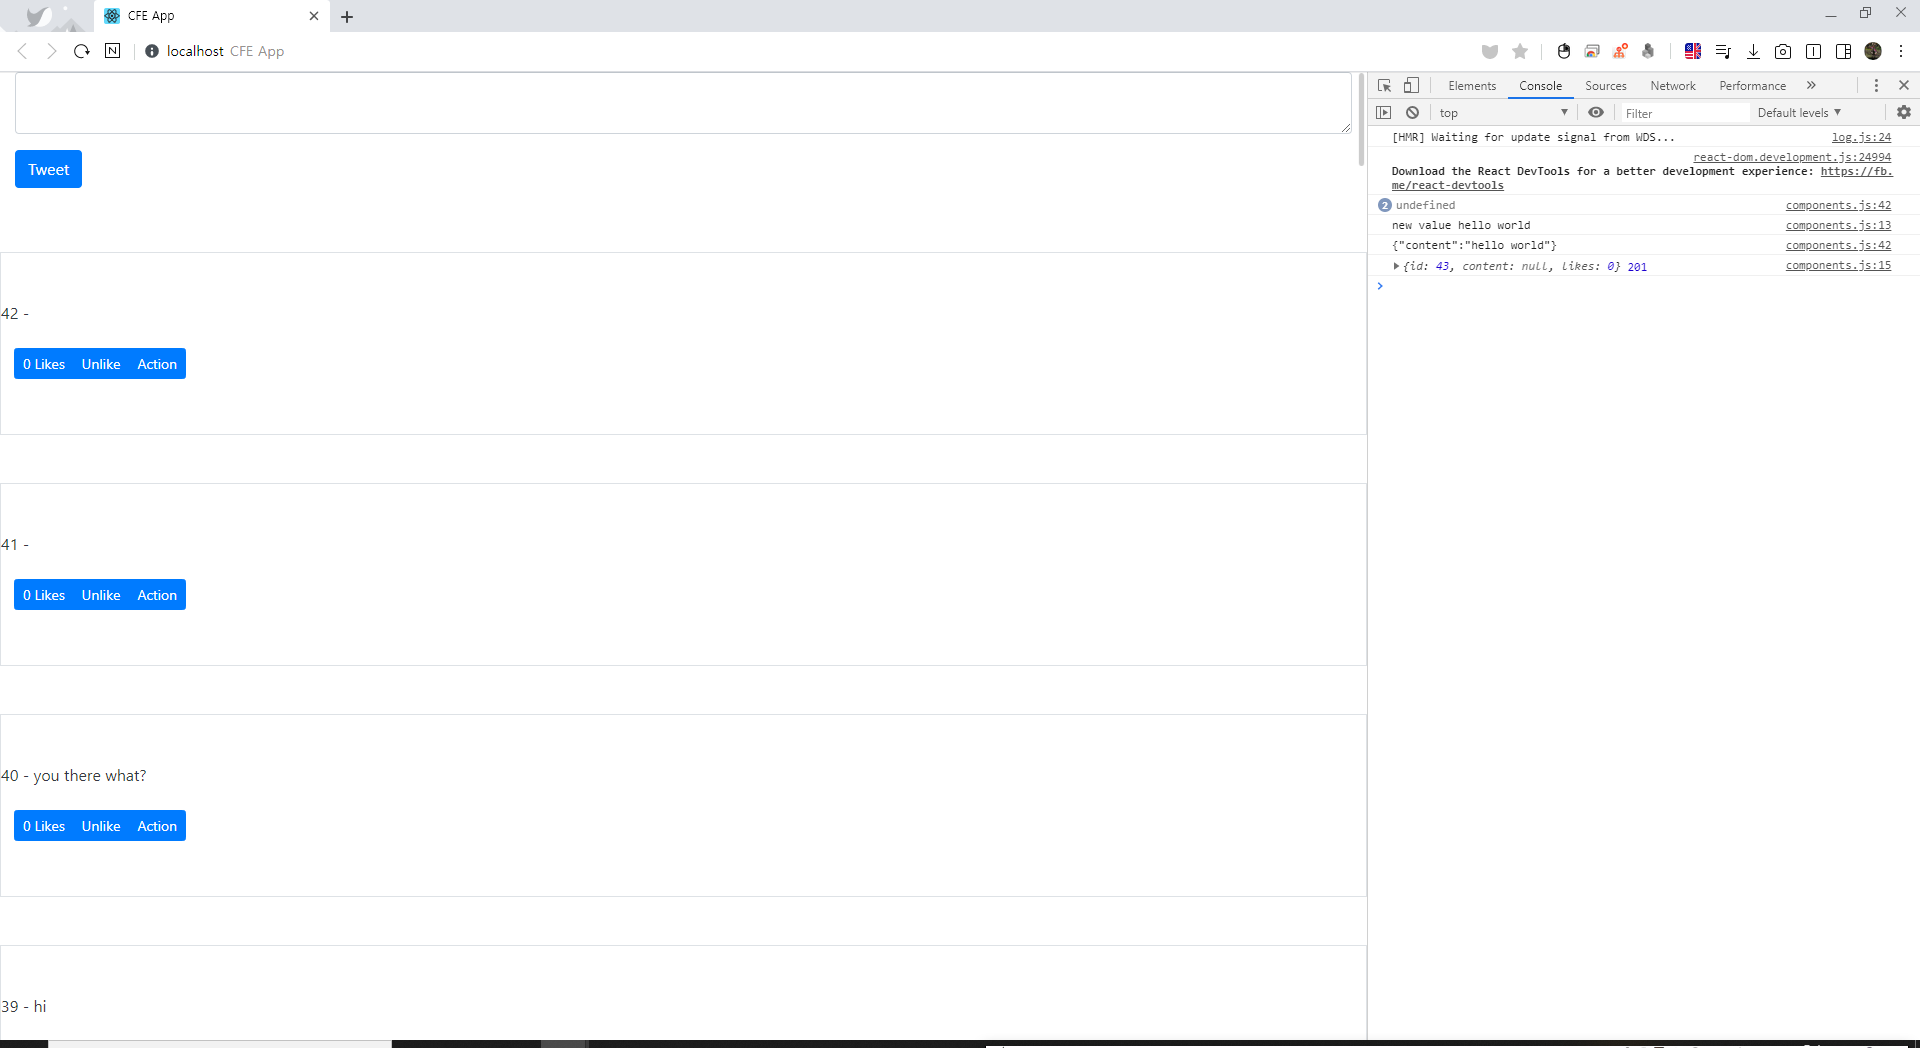 CFE App
localhost CFE App
Tweet
42 -
0 Likes Unlike Action
41 -
0 Likes Unlike Action
40 - you there what?
0 Likes Unlike Action
39 - hi
Elements Console Sources Network Performance
top Filter Default levels
[HMR] Waiting for update signal from WDS... log.js:24
react-dom.development.js:24994
Download the React DevTools for a better development experience: https://fb.
me/react-devtools
2 undefined components.js:42
new value hello world components.js:13
{"content":"hello world"} components.js:42
{id: 43, content: null, likes: 0} 201 components.js:15